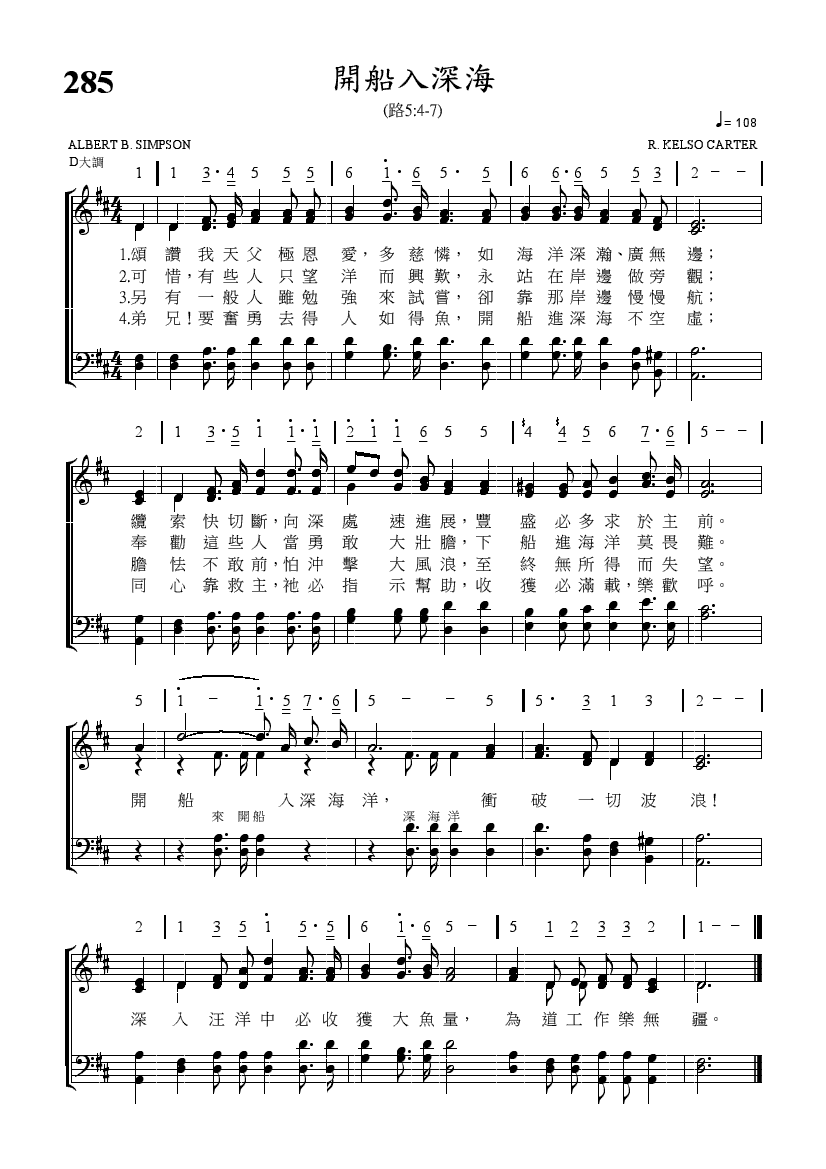 285
開船入深海
(路5:4-7)
♩= 108
ALBERT B. SIMPSON
R. KELSO CARTER
D大調
1 | 1 3· 4 5 5 5 | 6 1· 6 5 5 | 6 6· 6 5 5 3 | 2 – – |
1.頌 讚 我 天 父 極 恩 愛，多 慈 憐，如 海 洋 深 瀚、廣 無 邊；
2.可 惜，有 些 人 只 望 洋 而 興 歎，永 站 在 岸 邊 做 旁 觀；
3.另 有 一 般 人 雖 勉 強 來 試 嘗，卻 靠 那 岸 邊 慢 慢 航；
4.弟 兄！要 奮 勇 去 得 人 如 得 魚，開 船 進 深 海 不 空 虛；
2 | 1 3· 5 1 1· 1 | 2 1 1 6 5 5 | 4 4 5 6 7· 6 | 5 – – |
纜 索 快 切 斷，向 深 處 速 進 展，豐 盛 必 多 求 於 主 前。
奉 勸 這 些 人 當 勇 敢 大 壯 膽，下 船 進 海 洋 莫 畏 難。
膽 怯 不 敢 前，怕 沖 擊 大 風 浪，至 終 無 所 得 而 失 望。
同 心 靠 救 主，祂 必 指 示 幫 助，收 獲 必 滿 載，樂 歡 呼。
5 | 1 – 1· 5 7· 6 | 5 – – 5 | 5· 3 1 3 | 2 – – |
開 船 入 深 海 洋， 衝 破 一 切 波 浪！
來 開 船 深 海 洋
2 | 1 3 5 1 5· 5 | 6 1· 6 5 – | 5 1 2 3 3 2 | 1 – –
深 入 汪 洋 中 必 收 獲 大 魚 量， 為 道 工 作 樂 無 疆。